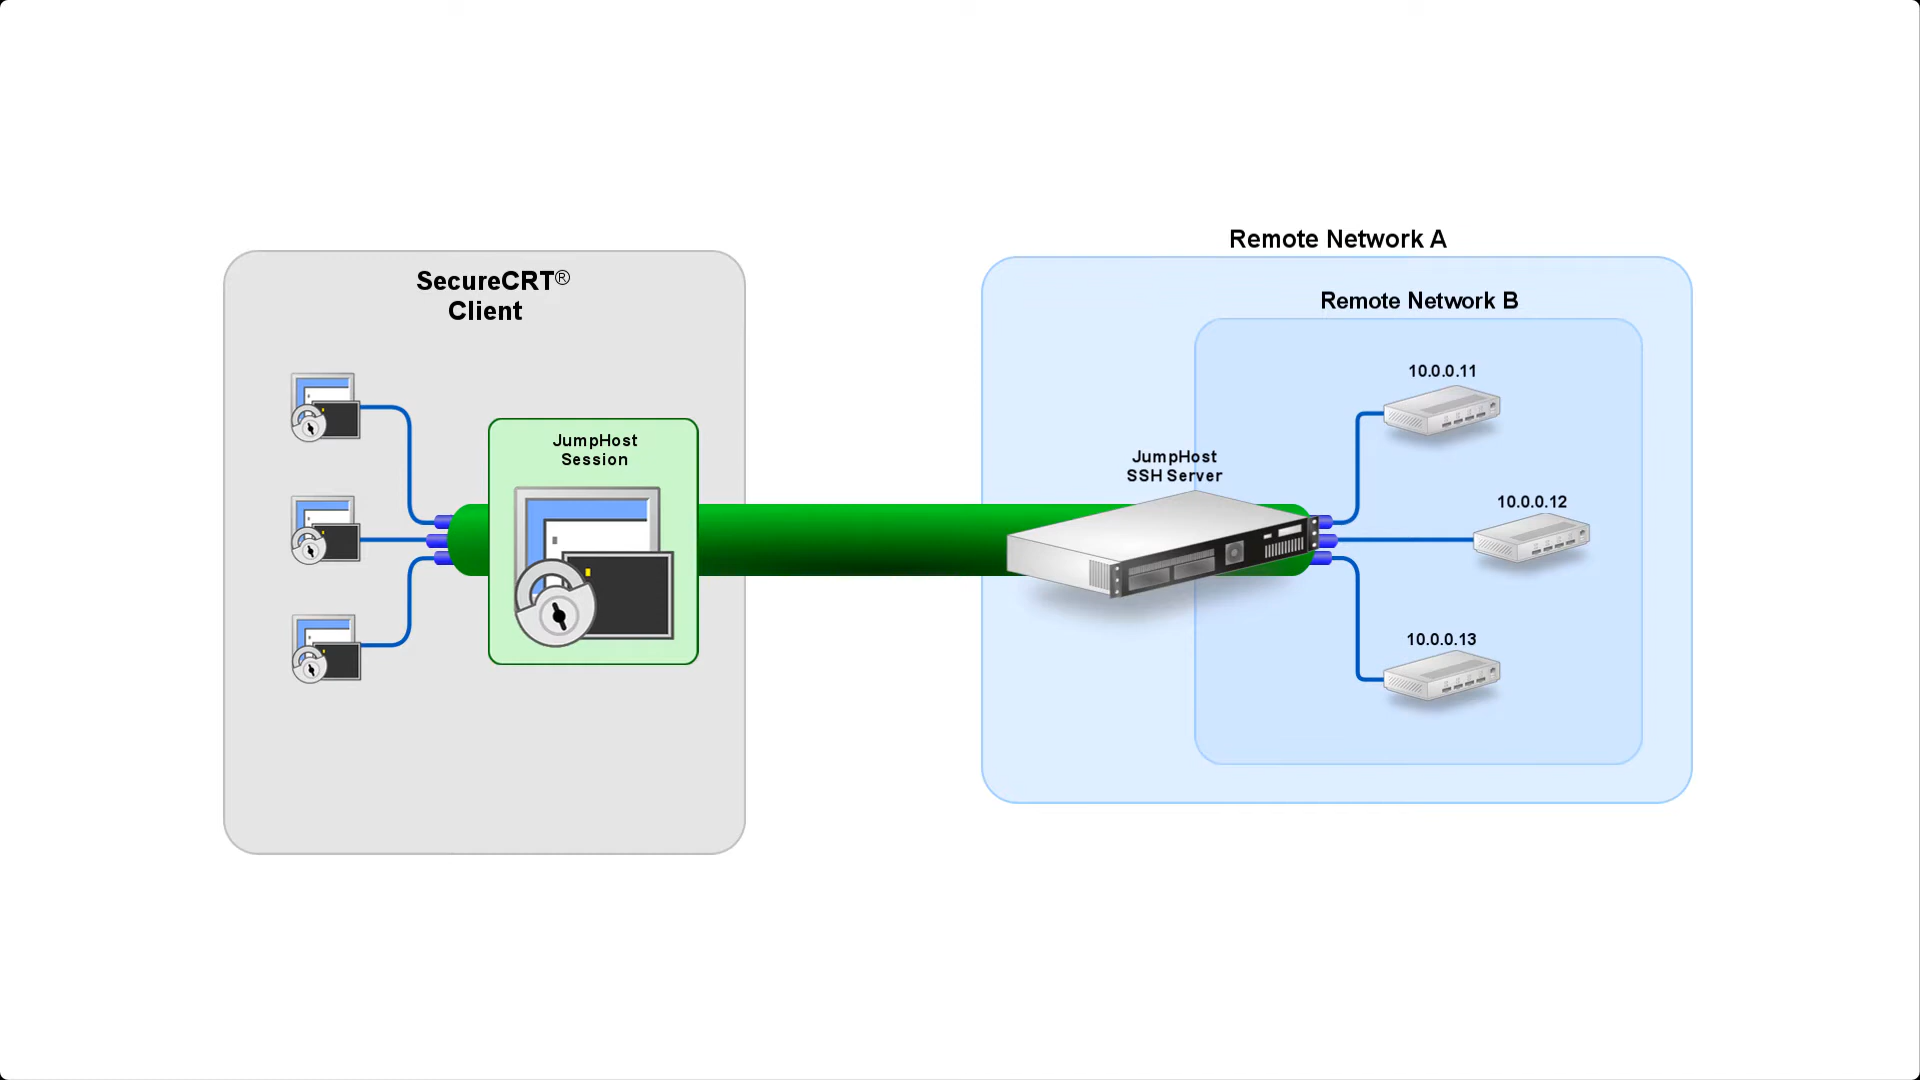 SecureCRT®
Client
JumpHost
Session
Remote Network A
Remote Network B
JumpHost
SSH Server
10.0.0.11
10.0.0.12
10.0.0.13